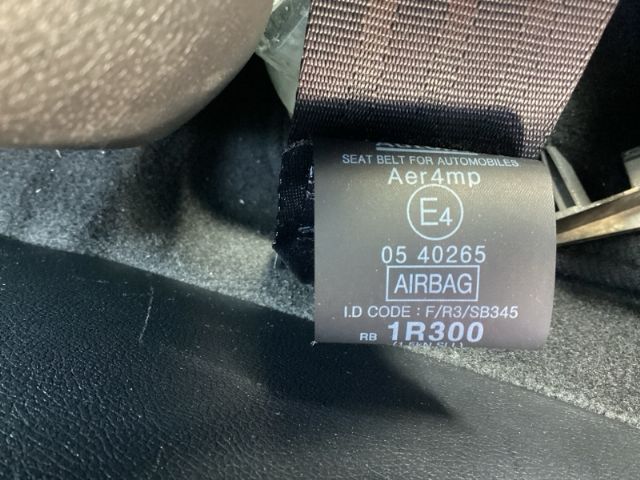 SEAT BELT FOR AUTOMOBILES
Aer4mp
E4
05 40265
AIRBAG
I.D CODE : F/R3/SB345
RB 1R300